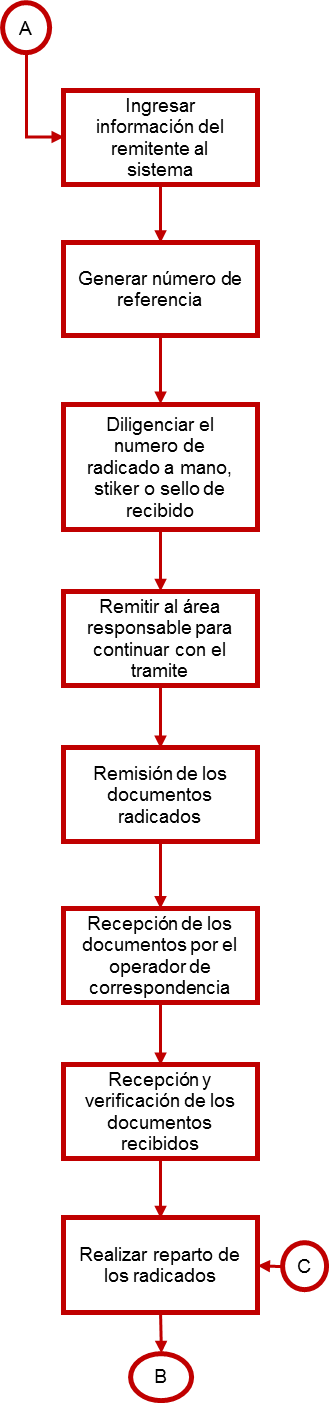 A
Ingresar
información del
remitente al
sistema
Generar número de
referencia
Diligenciar el
numero de
radicado a mano,
stiker o sello de
recibido
Remitir al área
responsable para
continuar con el
tramite
Remisión de los
documentos
radicados
Recepción de los
documentos por el
operador de
correspondencia
Recepción y
verificación de los
documentos
recibidos
Realizar reparto de
los radicados
C
B